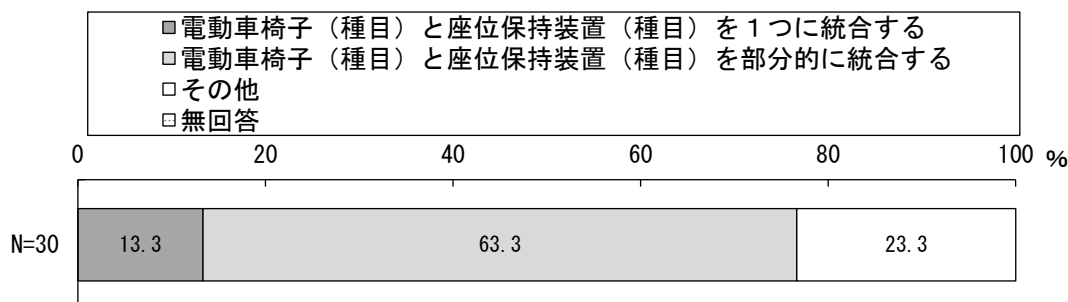 電動車椅子（種目）と座位保持装置（種目）を１つに統合する
電動車椅子（種目）と座位保持装置（種目）を部分的に統合する
その他
無回答
0 20 40 60 80 100 %
N=30 13.3 63.3 23.3